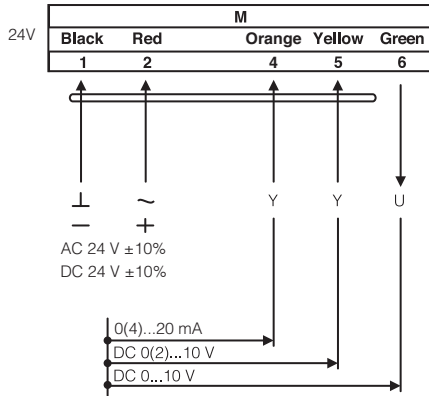 M
24V
Black Red Orange Yellow Green
1 2 4 5 6
⊥ ~ Y Y U
− +
AC 24 V ±10%
DC 24 V ±10%
0(4)...20 mA
DC 0(2)...10 V
DC 0...10 V